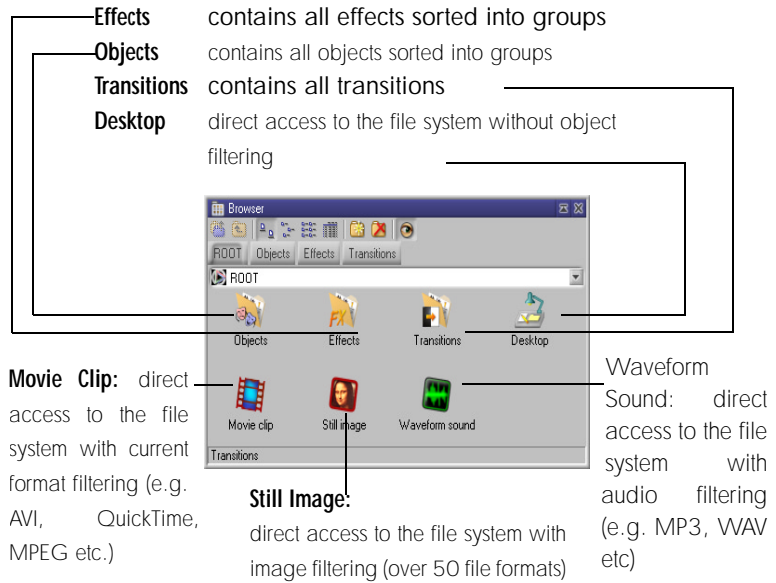 Effects contains all effects sorted into groups
Objects contains all objects sorted into groups
Transitions contains all transitions
Desktop direct access to the file system without object
filtering
Browser
ROOT Objects Effects Transitions
ROOT
Objects Effects Transitions Desktop
Movie clip Still image Waveform sound
Transitions
Movie Clip: direct
access to the file
system with current
format filtering (e.g.
AVI, QuickTime,
MPEG etc.)
Still Image:
direct access to the file system with
image filtering (over 50 file formats)
Waveform
Sound: direct
access to the file
system with
audio filtering
(e.g. MP3, WAV
etc)